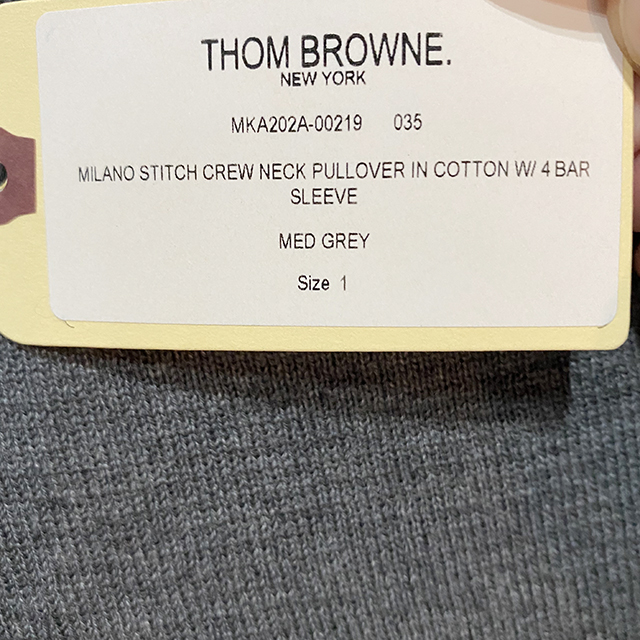 THOM BROWNE.
NEW YORK
MKA202A-00219 035
MILANO STITCH CREW NECK PULLOVER IN COTTON W/ 4 BAR
SLEEVE
MED GREY
Size 1